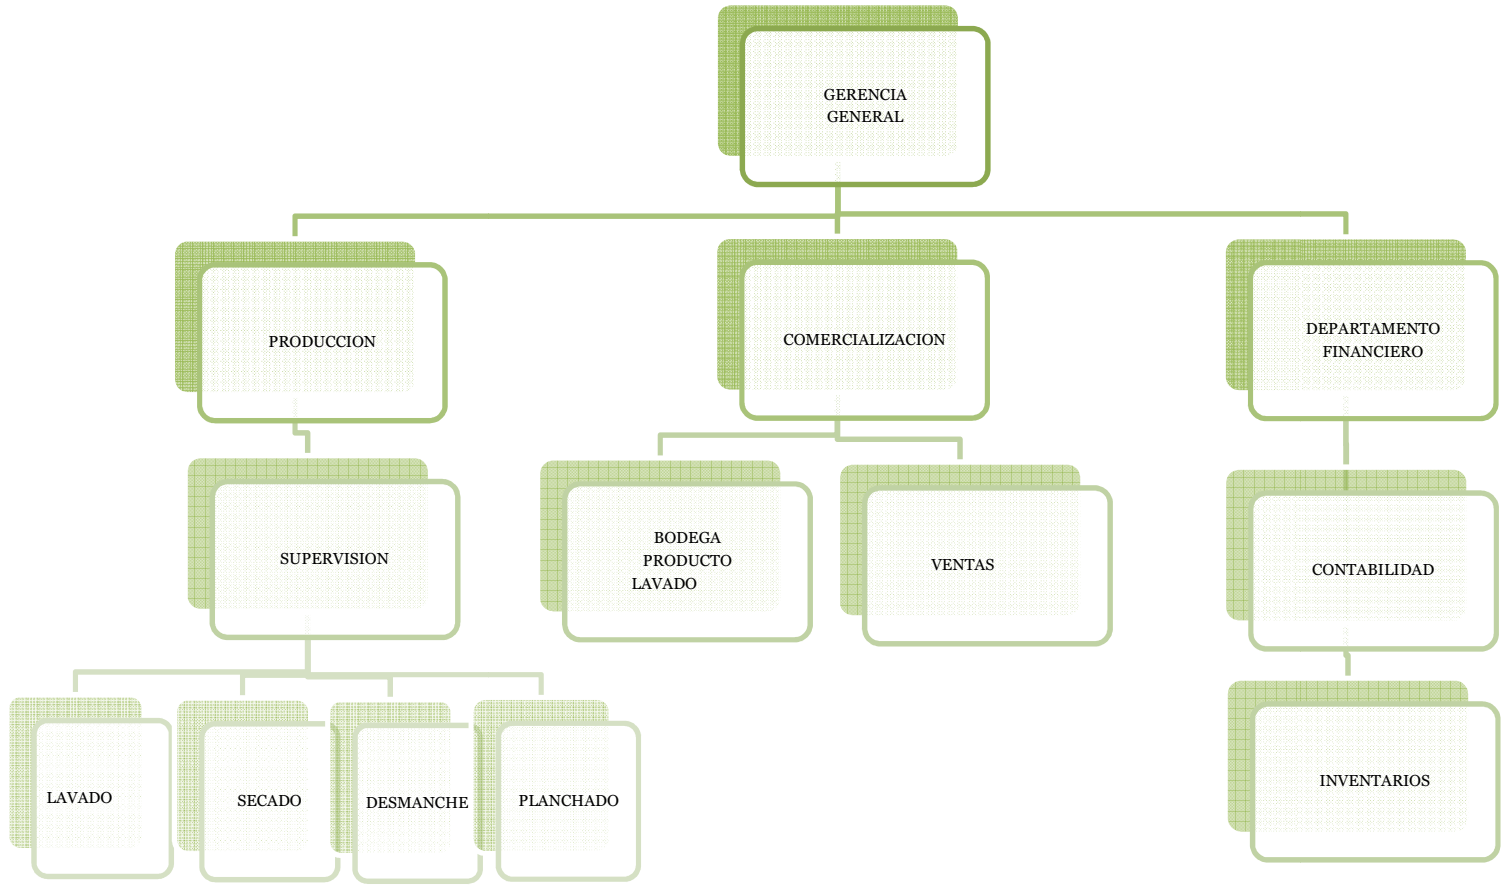 GERENCIA
GENERAL
PRODUCCION
COMERCIALIZACION
DEPARTAMENTO
FINANCIERO
SUPERVISION
BODEGA
PRODUCTO
LAVADO
VENTAS
CONTABILIDAD
LAVADO
SECADO
DESMANCHE
PLANCHADO
INVENTARIOS